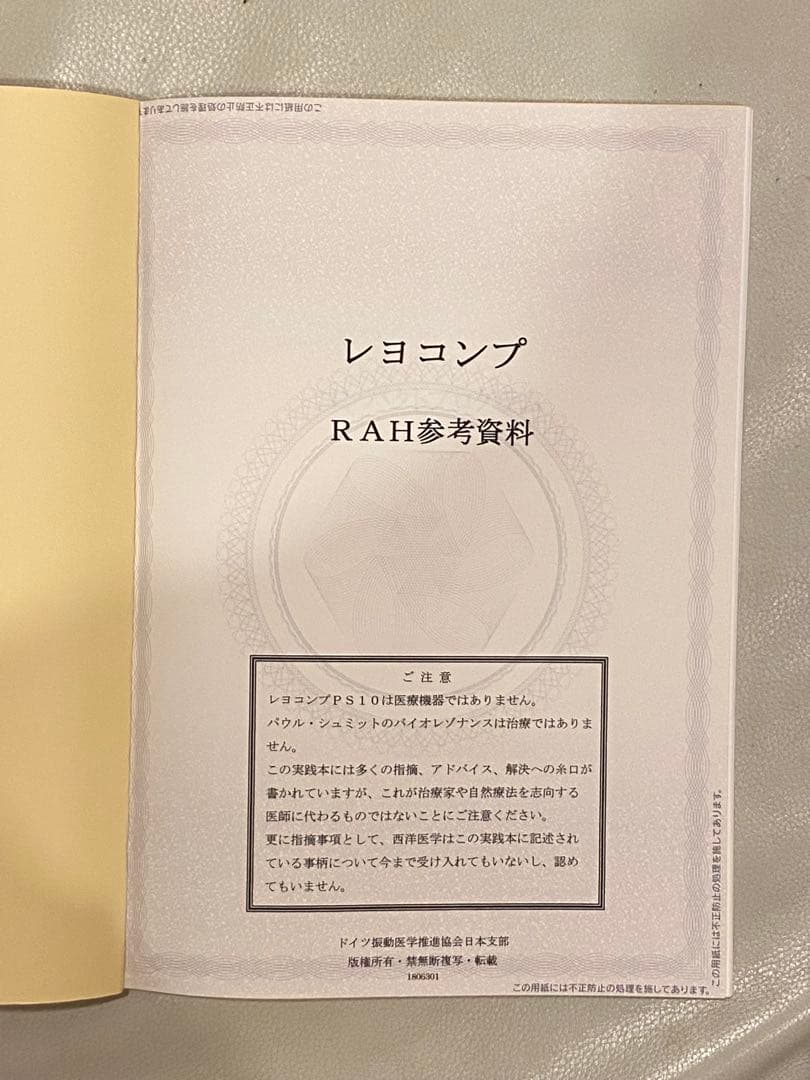 この用紙には不正防止の処理を施してあります
レヨコンプ
ＲＡＨ参考資料
ご注意
レヨコンプＰＳ１０は医療機器ではありません。
パウル・シュミットのバイオレゾナンスは治療ではありま
せん。
この実践本には多くの指摘、アドバイス、解決への糸口が
書かれていますが、これが治療家や自然療法を志向する
医師に代わるものではないことにご注意ください。
更に指摘事項として、西洋医学はこの実践本に記述され
ている事柄について今まで受け入れてもいないし、認め
てもいません。
ドイツ振動医学推進協会日本支部
版権所有・禁無断複写・転載
1806301
この用紙には不正防止の処理を施してあります。
この用紙には不正防止の処理を施してあります。